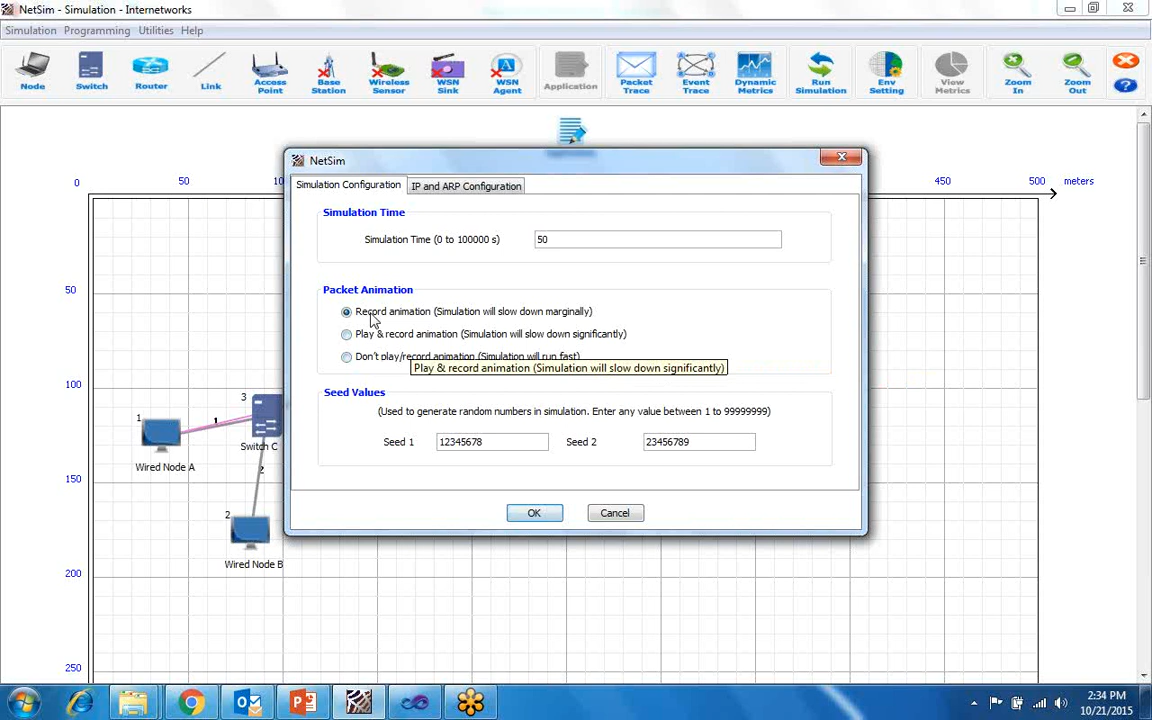 NetSim - Simulation - Internetworks
Simulation Programming Utilities Help
Node Switch Router Link Access Point Base Station Wireless Sensor WSN Sink WSN Agent Application Packet Trace Event Trace Dynamic Metrics Run Simulation Env Setting View Metrics Zoom In Zoom Out
NetSim
Simulation Configuration IP and ARP Configuration
0 50 10 450 500 meters
Simulation Time
Simulation Time (0 to 100000 s) 50
50
Packet Animation
Record animation (Simulation will slow down marginally)
Play & record animation (Simulation will slow down significantly)
Don't play/record animation (Simulation will run fast)
Play & record animation (Simulation will slow down significantly)
100
Seed Values
(Used to generate random numbers in simulation. Enter any value between 1 to 99999999)
Seed 1 12345678 Seed 2 23456789
3
1
1
Switch C
Wired Node A
2
150
OK Cancel
2
Wired Node B
200
250
2:34 PM
10/21/2015